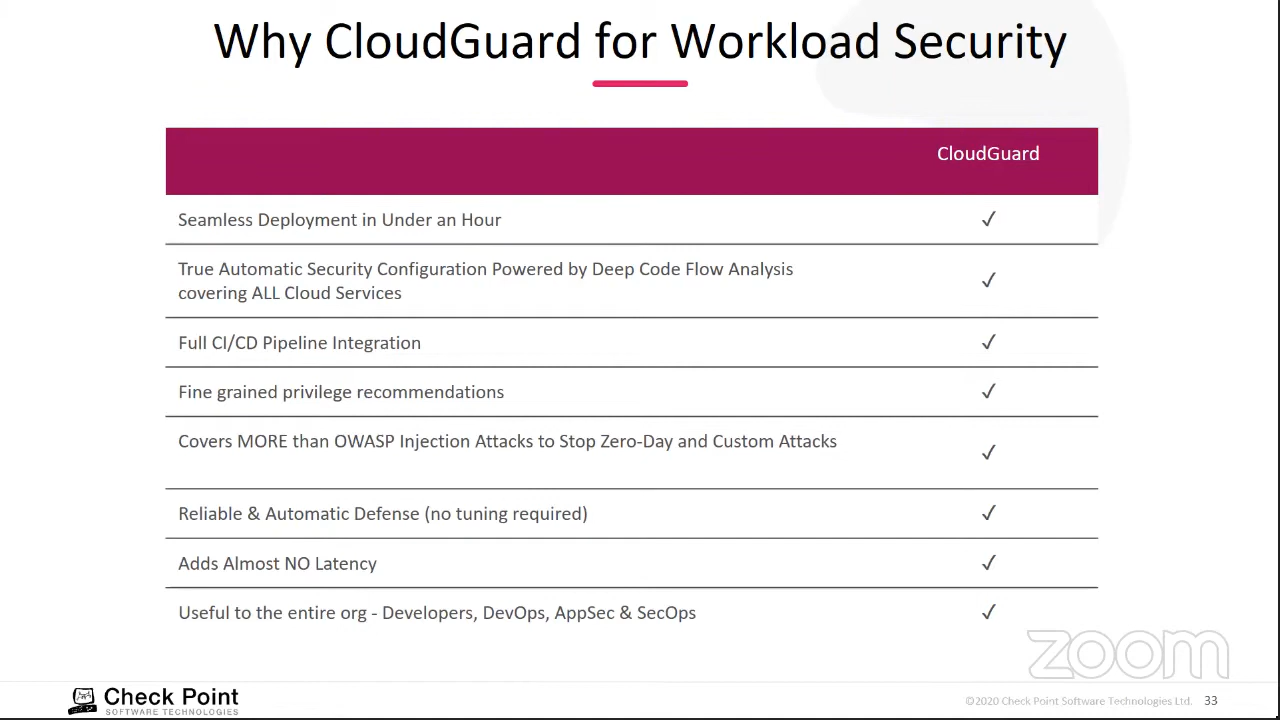 Why CloudGuard for Workload Security
CloudGuard
Seamless Deployment in Under an Hour ✓
True Automatic Security Configuration Powered by Deep Code Flow Analysis
covering ALL Cloud Services ✓
Full CI/CD Pipeline Integration ✓
Fine grained privilege recommendations ✓
Covers MORE than OWASP Injection Attacks to Stop Zero-Day and Custom Attacks ✓
Reliable & Automatic Defense (no tuning required) ✓
Adds Almost NO Latency ✓
Useful to the entire org - Developers, DevOps, AppSec & SecOps ✓
zoom
Check Point
SOFTWARE TECHNOLOGIES
©2020 Check Point Software Technologies Ltd. 33